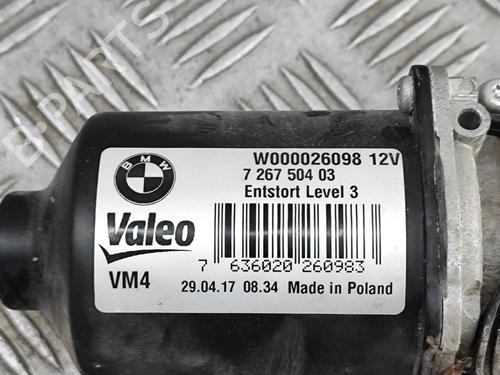 BMW
W000026098 12V
7 267 504 03
Entstort Level 3
Valeo
7 636020 260983
VM4
29.04.17 08.34 Made in Poland
B-PARTS